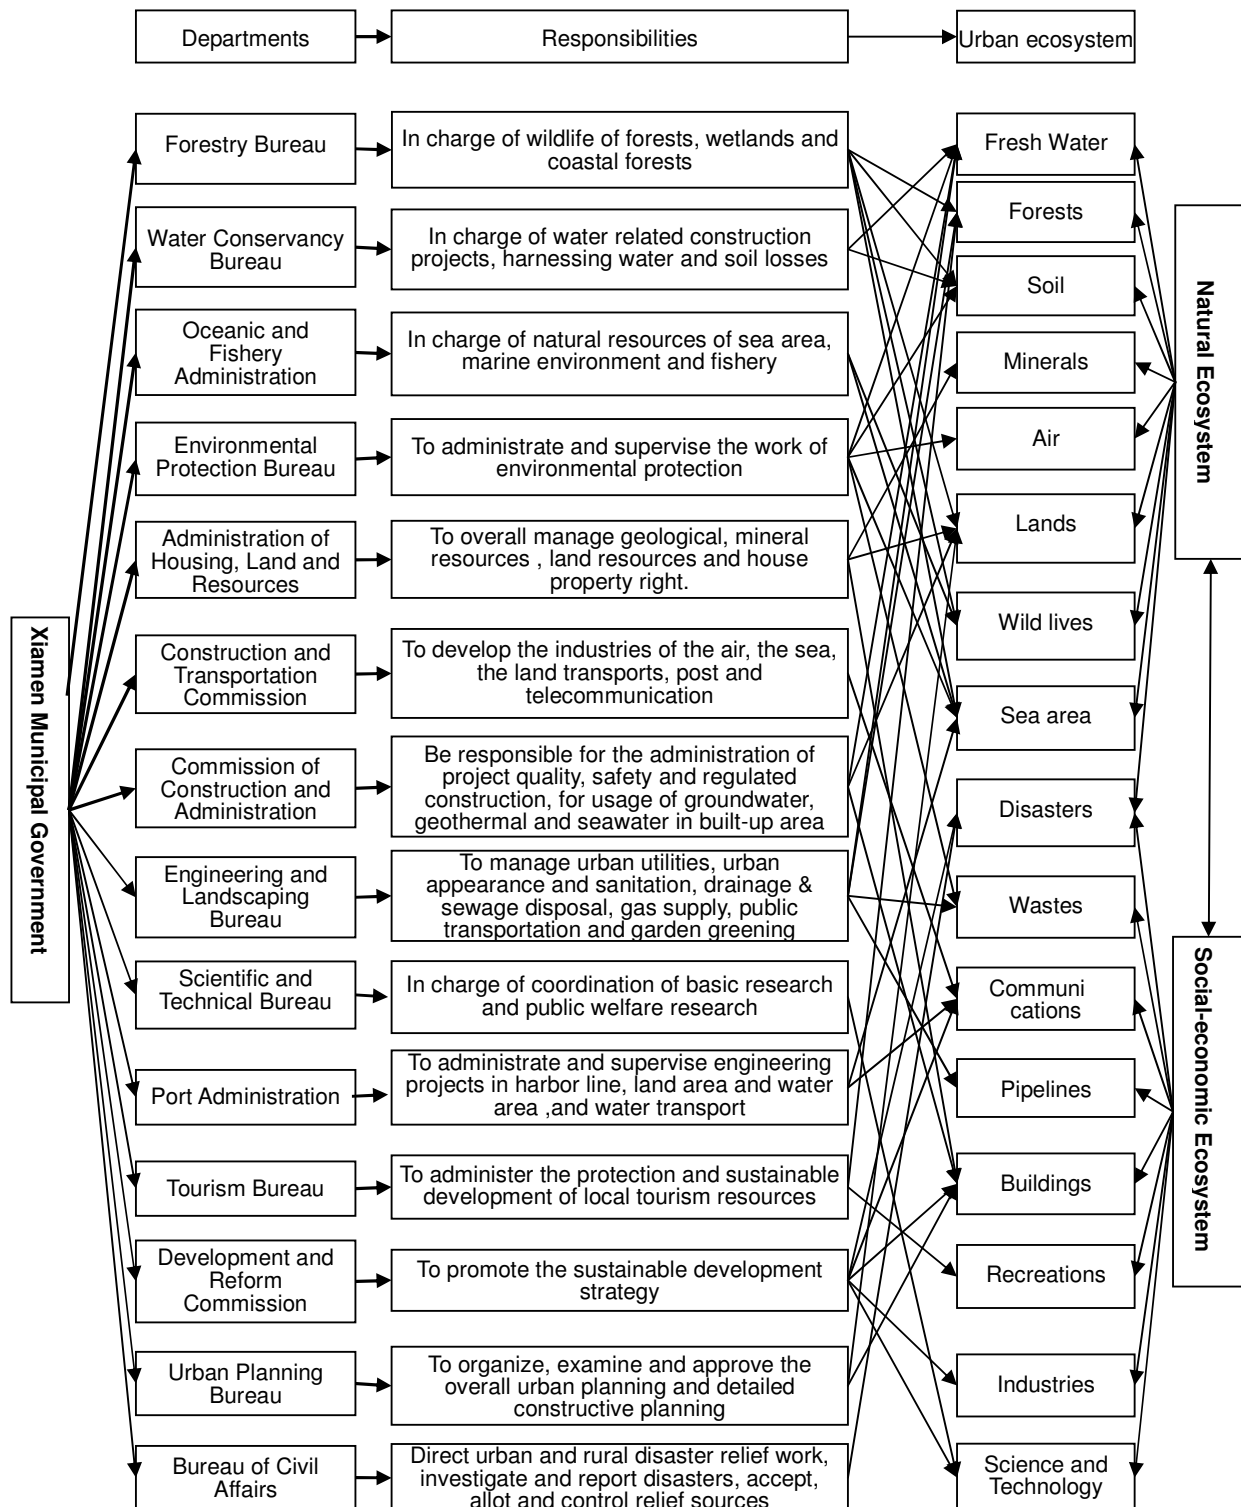 Departments
Responsibilities
Urban ecosystem
Forestry Bureau
In charge of wildlife of forests, wetlands and
coastal forests
Fresh Water
Forests
Water Conservancy
Bureau
In charge of water related construction
projects, harnessing water and soil losses
Soil
Oceanic and
Fishery
Administration
In charge of natural resources of sea area,
marine environment and fishery
Minerals
Air
Environmental
Protection Bureau
To administrate and supervise the work of
environmental protection
Administration of
Housing, Land and
Resources
To overall manage geological, mineral
resources , land resources and house
property right.
Lands
Wild lives
Construction and
Transportation
Commission
To develop the industries of the air, the sea,
the land transports, post and
telecommunication
Sea area
Commission of
Construction and
Administration
Be responsible for the administration of
project quality, safety and regulated
construction, for usage of groundwater,
geothermal and seawater in built-up area
Disasters
Engineering and
Landscaping
Bureau
To manage urban utilities, urban
appearance and sanitation, drainage &
sewage disposal, gas supply, public
transportation and garden greening
Wastes
Scientific and
Technical Bureau
In charge of coordination of basic research
and public welfare research
Communi
cations
Port Administration
To administrate and supervise engineering
projects in harbor line, land area and water
area ,and water transport
Pipelines
Tourism Bureau
To administer the protection and sustainable
development of local tourism resources
Buildings
Development and
Reform
Commission
To promote the sustainable development
strategy
Recreations
Urban Planning
Bureau
To organize, examine and approve the
overall urban planning and detailed
constructive planning
Industries
Bureau of Civil
Affairs
Direct urban and rural disaster relief work,
investigate and report disasters, accept,
allot and control relief sources
Science and
Technology
Xiamen Municipal Government
Natural Ecosystem
Social-economic Ecosystem